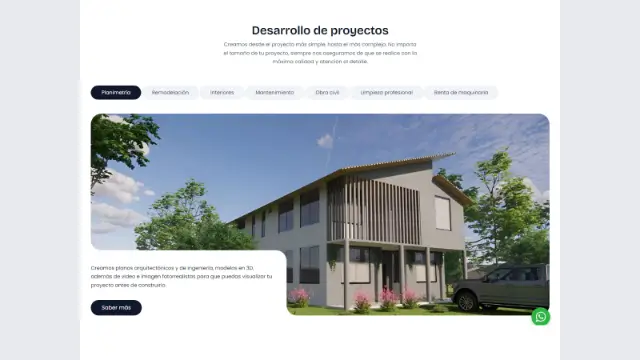 Desarrollo de proyectos
Creamos desde el proyecto más simple, hasta el más complejo. No importa
el tamaño de tu proyecto, siempre nos aseguramos de que se realice con la
máxima calidad y atención al detalle.
Planimetría
Remodelación
Interiores
Mantenimiento
Obra civil
Limpieza profesional
Renta de maquinaria
Creamos planos arquitectónicos y de ingeniería, modelos en 3D,
además de video e imagen fotorrealistas para que puedas visualizar tu
proyecto antes de construirlo.
Saber más